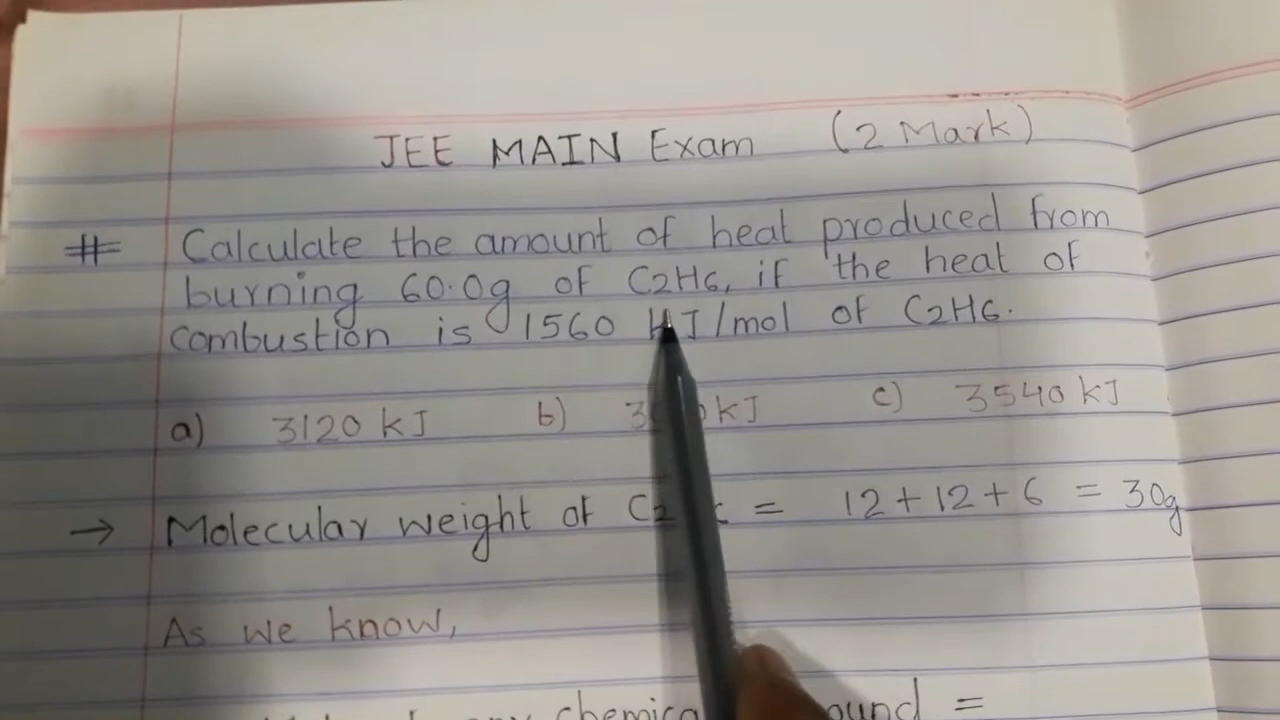 JEE MAIN Exam (2 Mark)
# Calculate the amount of heat produced from
burning 60.0g of C2H6, if the heat of
combustion is 1560 KJ/mol of C2H6.
a) 3120 kJ b) kJ c) 3540 kJ
→ Molecular weight of = 12+12+6 = 30g
As we know,
=